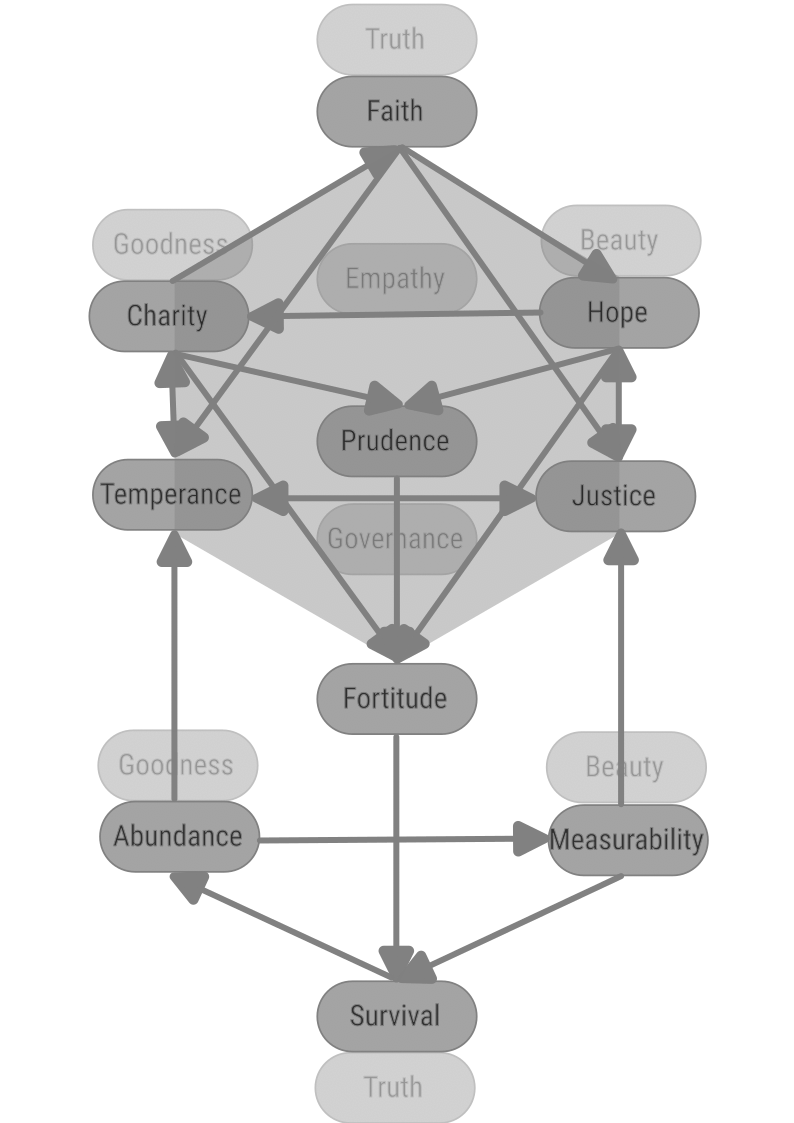 Truth
Faith
Goodness
Beauty
Empathy
Charity
Hope
Prudence
Temperance
Justice
Governance
Fortitude
Goodness
Beauty
Abundance
Measurability
Survival
Truth